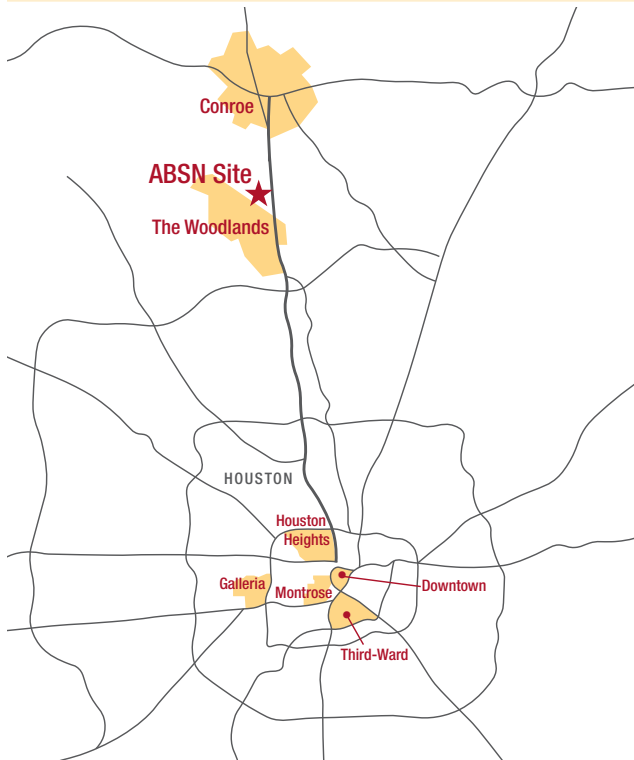 Conroe
ABSN Site
The Woodlands
HOUSTON
Houston
Heights
Galleria
Montrose
Downtown
Third-Ward